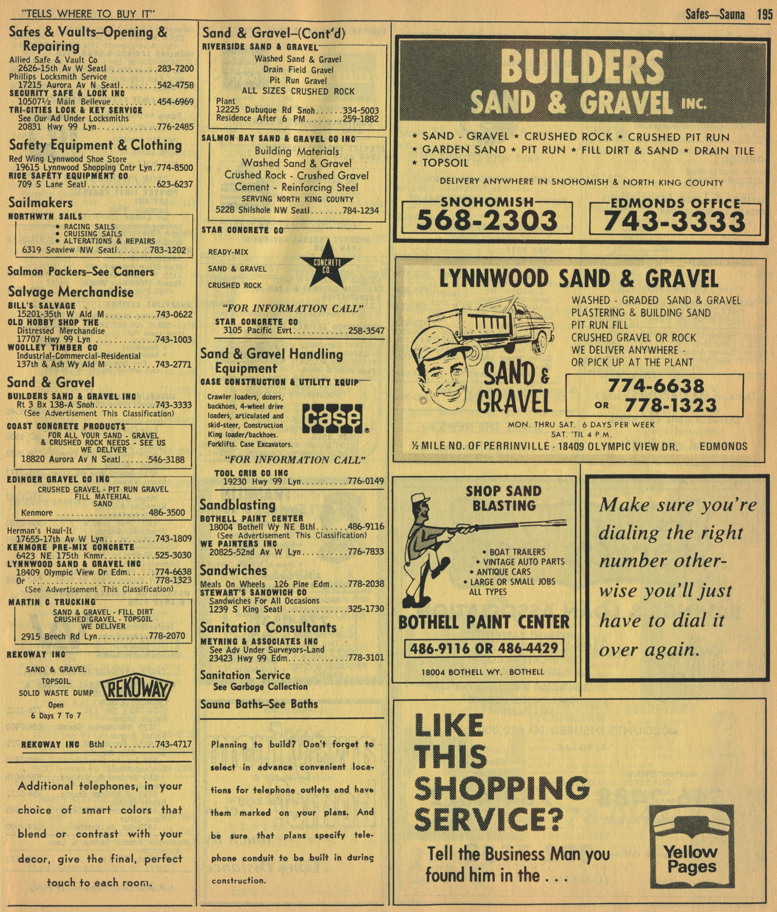 "TELLS WHERE TO BUY IT"
Safes—Sauna 195
Safes & Vaults—Opening &
Repairing
Allied Safe & Vault Co
2626-15th Av W Seatl ..........283-7200
Phillips Locksmith Service
17215 Aurora Av N Seatl........542-4758
SECURITY SAFE & LOCK INC
10507½ Main Bellevue...........454-6969
TRI-CITIES LOCK & KEY SERVICE
See Our Ad Under Locksmiths
20831 Hwy 99 Lyn...............776-2485
Safety Equipment & Clothing
Red Wing Lynnwood Shoe Store
19615 Lynnwood Shopping Cntr Lyn.774-8500
RICE SAFETY EQUIPMENT CO
709 S Lane Seatl...............623-6237
Sailmakers
NORTHWYN SAILS
• RACING SAILS
• CRUISING SAILS
• ALTERATIONS & REPAIRS
6319 Seaview NW Seatl.......783-1202
Salmon Packers—See Canners
Salvage Merchandise
BILL'S SALVAGE
15201-35th W Ald M.............743-0622
OLD HOBBY SHOP THE
Distressed Merchandise
17707 Hwy 99 Lyn...............743-1003
WOOLLEY TIMBER CO
Industrial-Commercial-Residential
137th & Ash Wy Ald M...........743-2771
Sand & Gravel
BUILDERS SAND & GRAVEL INC
Rt 3 Bx 138-A Snoh.............743-3333
(See Advertisement This Classification)
COAST CONCRETE PRODUCTS
FOR ALL YOUR SAND - GRAVEL
& CRUSHED ROCK NEEDS - SEE US
WE DELIVER
18820 Aurora Av N Seatl.....546-3188
EDINGER GRAVEL CO INC
CRUSHED GRAVEL - PIT RUN GRAVEL
FILL MATERIAL
SAND
Kenmore ....................486-3500
Herman's Haul-It
17655-17th Av W Lyn............743-1809
KENMORE PRE-MIX CONCRETE
6423 NE 175th Knmr.............525-3030
LYNNWOOD SAND & GRAVEL INC
18409 Olympic View Dr Edm......774-6638
Or ............................778-1323
(See Advertisement This Classification)
MARTIN C TRUCKING
SAND & GRAVEL - FILL DIRT
CRUSHED GRAVEL - TOPSOIL
WE DELIVER
2915 Beech Rd Lyn...........778-2070
REKOWAY INC
SAND & GRAVEL
TOPSOIL
SOLID WASTE DUMP
Open
6 Days 7 To 7
REKOWAY
REKOWAY INC Bthl ..........743-4717
Additional telephones, in your
choice of smart colors that
blend or contrast with your
decor, give the final, perfect
touch to each room.
Sand & Gravel—(Cont'd)
RIVERSIDE SAND & GRAVEL
Washed Sand & Gravel
Drain Field Gravel
Pit Run Gravel
ALL SIZES CRUSHED ROCK
Plant
12225 Dubuque Rd Snoh......334-5003
Residence After 6 PM........259-1882
SALMON BAY SAND & GRAVEL CO INC
Building Materials
Washed Sand & Gravel
Crushed Rock - Crushed Gravel
Cement - Reinforcing Steel
SERVING NORTH KING COUNTY
5228 Shilshole NW Seatl......784-1234
STAR CONCRETE CO
READY-MIX
SAND & GRAVEL
CRUSHED ROCK
STAR
CONCRETE
CO.
"FOR INFORMATION CALL"
STAR CONCRETE CO
3105 Pacific Evrt.............258-3547
Sand & Gravel Handling
Equipment
CASE CONSTRUCTION & UTILITY EQUIP
Crawler loaders, dozers,
backhoes, 4-wheel drive
loaders, articulated and
skid-steer, Construction
King loader/backhoes.
Forklifts. Case Excavators.
CASE®
"FOR INFORMATION CALL"
TOOL CRIB CO INC
19230 Hwy 99 Lyn.............776-0149
Sandblasting
BOTHELL PAINT CENTER
18004 Bothell Wy NE Bthl.......486-9116
(See Advertisement This Classification)
WE PAINTERS INC
20825-52nd Av W Lyn............776-7833
Sandwiches
Meals On Wheels 126 Pine Edm....778-2038
STEWART'S SANDWICH CO
Sandwiches For All Occasions
1239 S King Seatl..............325-1730
Sanitation Consultants
MEYRING & ASSOCIATES INC
See Adv Under Surveyors-Land
23423 Hwy 99 Edm...............778-3101
Sanitation Service
See Garbage Collection
Sauna Baths—See Baths
Planning to build? Don't forget to
select in advance convenient loca-
tions for telephone outlets and have
them marked on your plans. And
be sure that plans specify tele-
phone conduit to be built in during
construction.
BUILDERS
SAND & GRAVEL INC.
★ SAND - GRAVEL ★ CRUSHED ROCK ★ CRUSHED PIT RUN
★ GARDEN SAND ★ PIT RUN ★ FILL DIRT & SAND ★ DRAIN TILE
★ TOPSOIL
DELIVERY ANYWHERE IN SNOHOMISH & NORTH KING COUNTY
SNOHOMISH
568-2303
EDMONDS OFFICE
743-3333
LYNNWOOD SAND & GRAVEL
WASHED - GRADED SAND & GRAVEL
PLASTERING & BUILDING SAND
PIT RUN FILL
CRUSHED GRAVEL OR ROCK
WE DELIVER ANYWHERE -
OR PICK UP AT THE PLANT
SAND &
GRAVEL
©
774-6638
OR 778-1323
MON. THRU SAT. 6 DAYS PER WEEK
SAT. 'TIL 4 P.M.
½ MILE NO. OF PERRINVILLE - 18409 OLYMPIC VIEW DR. EDMONDS
SHOP SAND
BLASTING
• BOAT TRAILERS
• VINTAGE AUTO PARTS
• ANTIQUE CARS
• LARGE OR SMALL JOBS
ALL TYPES
BOTHELL PAINT CENTER
486-9116 OR 486-4429
18004 BOTHELL WY. BOTHELL
Make sure you're
dialing the right
number other-
wise you'll just
have to dial it
over again.
LIKE
THIS
SHOPPING
SERVICE?
Tell the Business Man you
found him in the . . .
Yellow
Pages